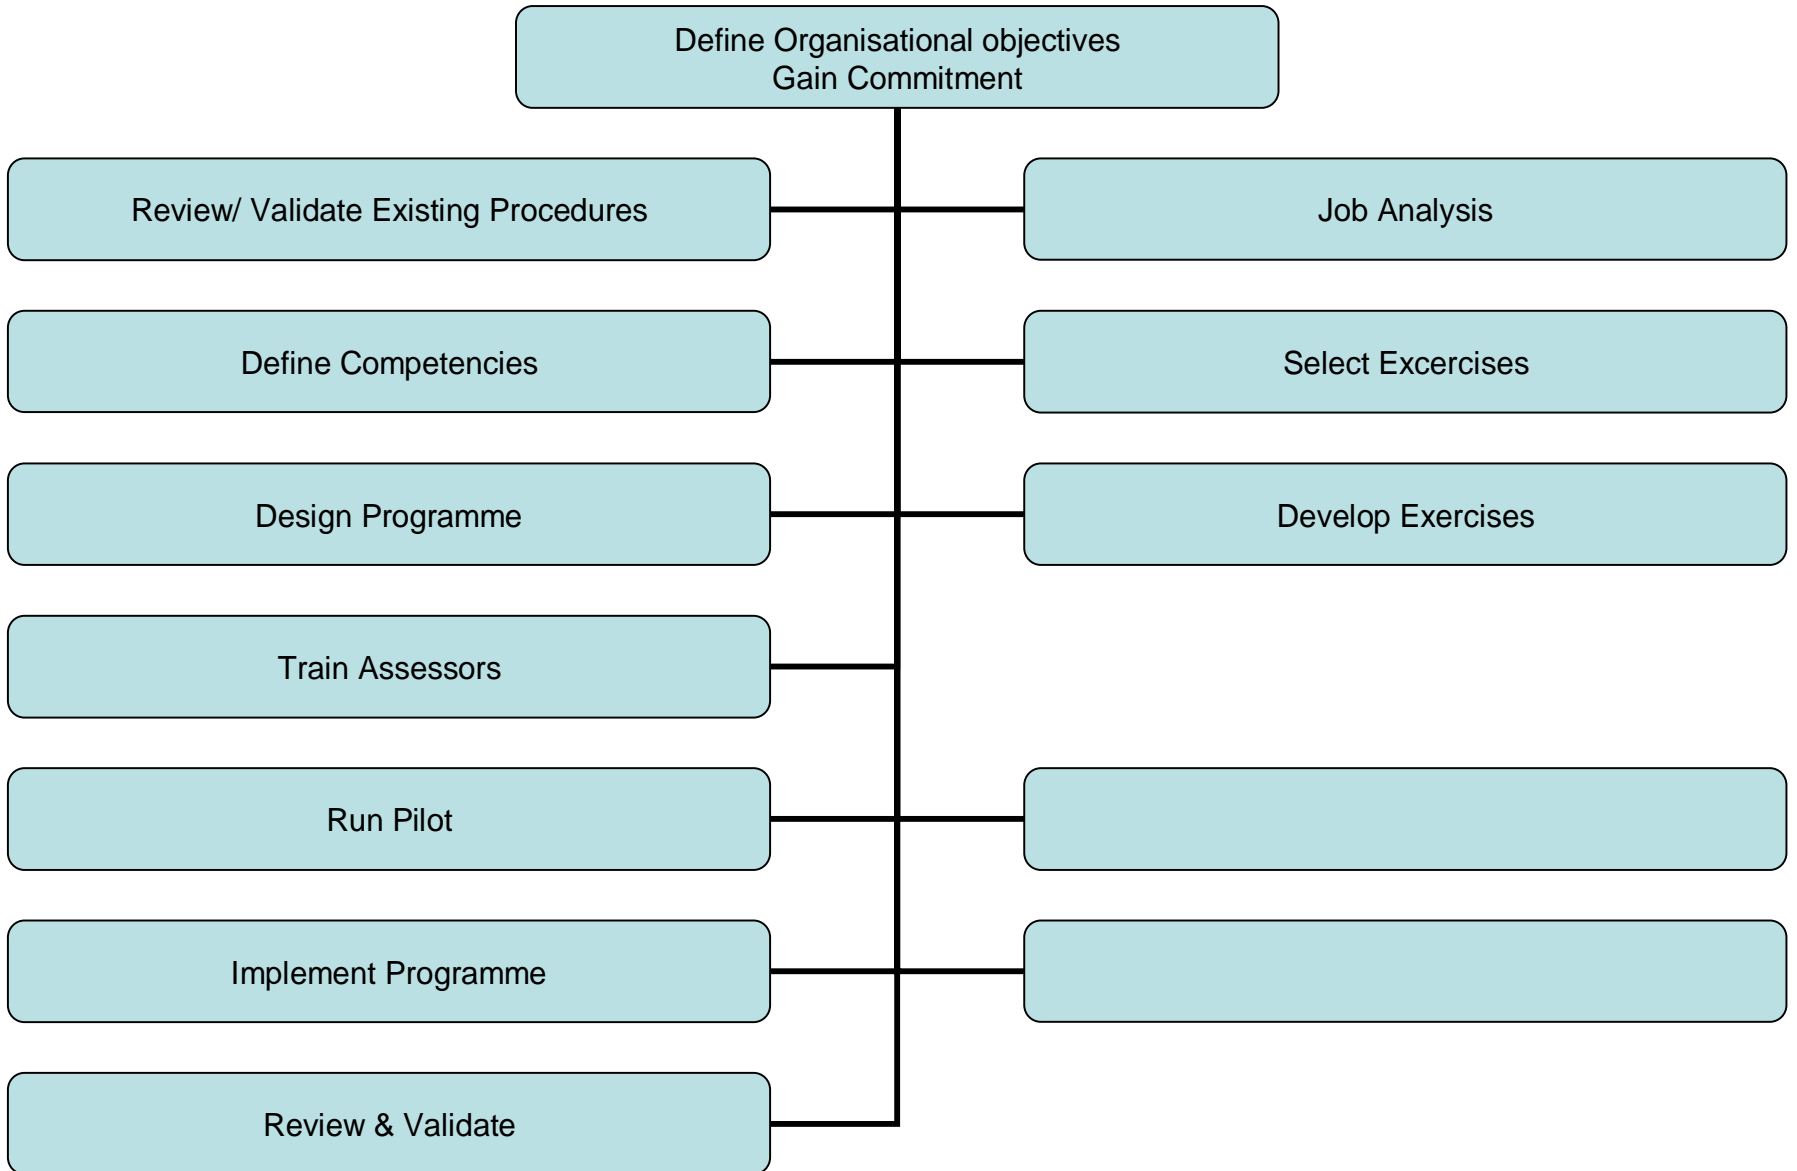 Define Organisational objectives
Gain Commitment
Review/ Validate Existing Procedures
Job Analysis
Define Competencies
Select Excercises
Design Programme
Develop Exercises
Train Assessors
Run Pilot
Implement Programme
Review & Validate